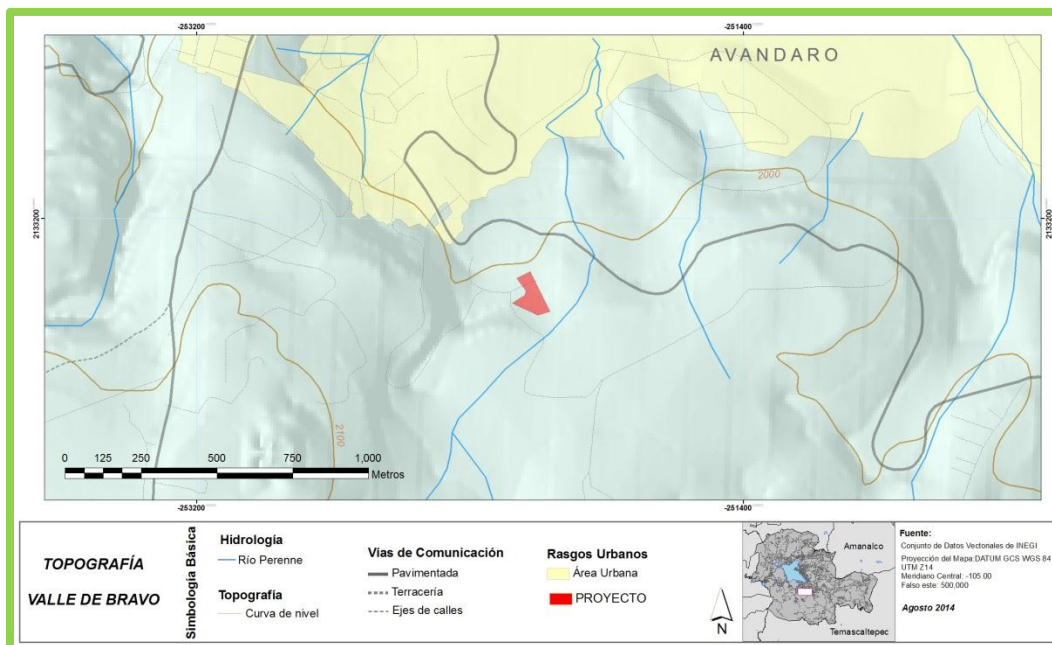 -253200
-251400
AVANDARO
2000
2133200
2133200
2100
0 125 250 500 750 1,000
Metros
-253200
-251400
TOPOGRAFÍA
VALLE DE BRAVO
Simbología Básica
Hidrología
Río Perenne
Topografía
Curva de nivel
Vías de Comunicación
Pavimentada
Terracería
Ejes de calles
Rasgos Urbanos
Área Urbana
PROYECTO
N
Amanalco
Temascaltepec
Fuente:
Conjunto de Datos Vectoriales de INEGI
Proyección del Mapa:DATUM GCS WGS 84
UTM Z14
Meridiano Central: -105.00
Falso este: 500,000
Agosto 2014